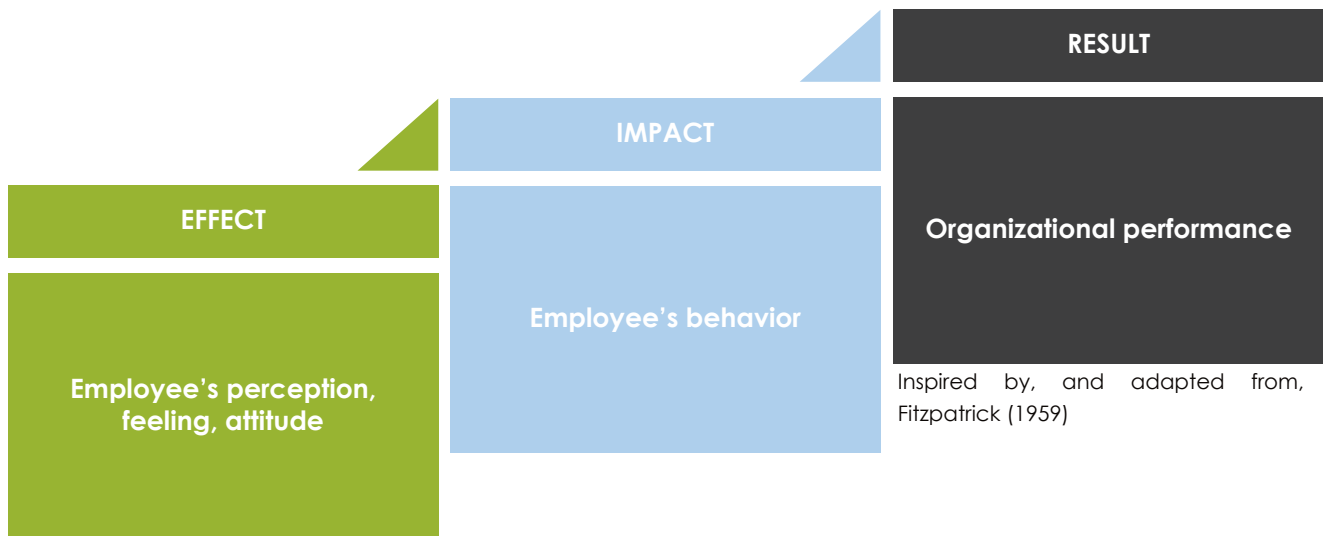 EFFECT
Employee’s perception,
feeling, attitude
IMPACT
Employee’s behavior
RESULT
Organizational performance
Inspired by, and adapted from,
Fitzpatrick (1959)